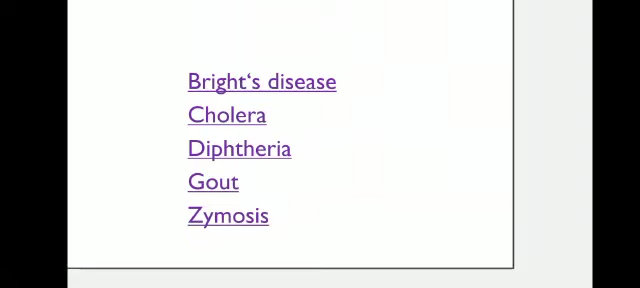 Bright‘s disease
Cholera
Diphtheria
Gout
Zymosis